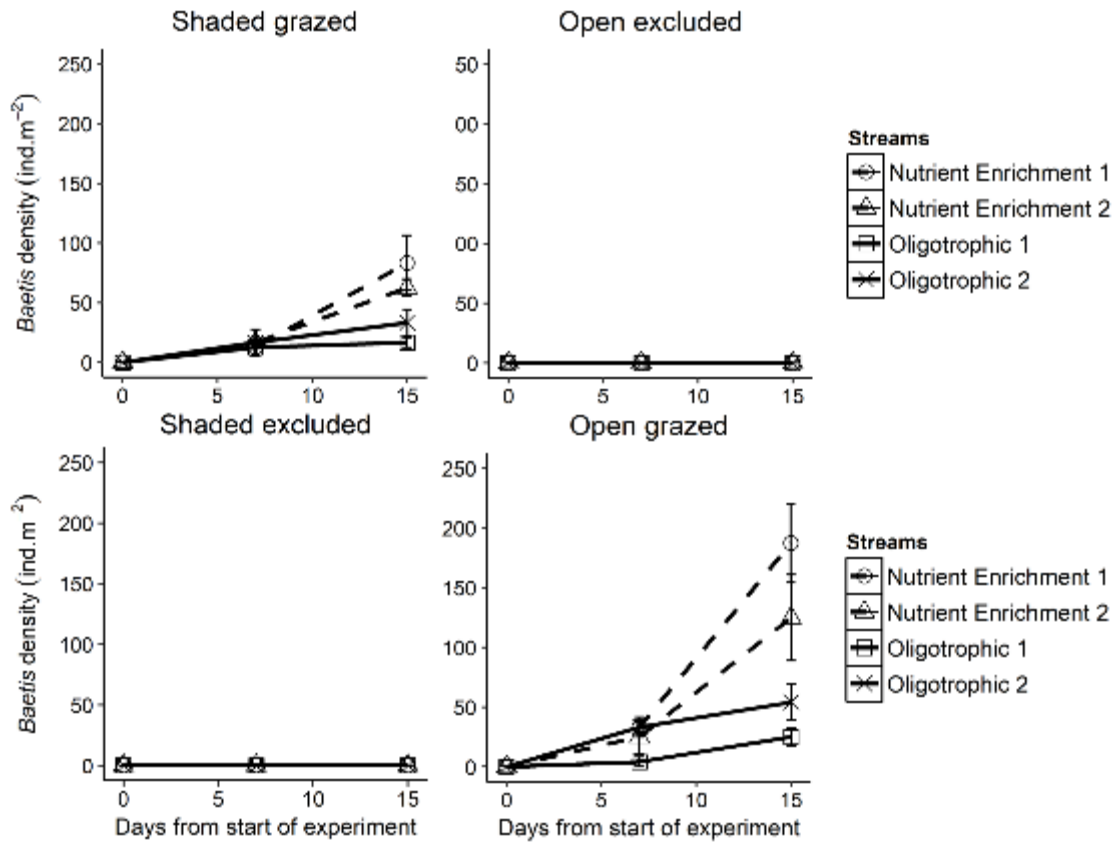 Shaded grazed
Open excluded
250
200
150
100
50
0
Baetis density (ind.m⁻²)
0 5 10 15
50
00
50
00
50
0
0 5 10 15
Streams
Nutrient Enrichment 1
Nutrient Enrichment 2
Oligotrophic 1
Oligotrophic 2
Shaded excluded
Open grazed
250
200
150
100
50
0
Baetis density (ind.m ²)
0 5 10 15
Days from start of experiment
250
200
150
100
50
0
0 5 10 15
Days from start of experiment
Streams
Nutrient Enrichment 1
Nutrient Enrichment 2
Oligotrophic 1
Oligotrophic 2